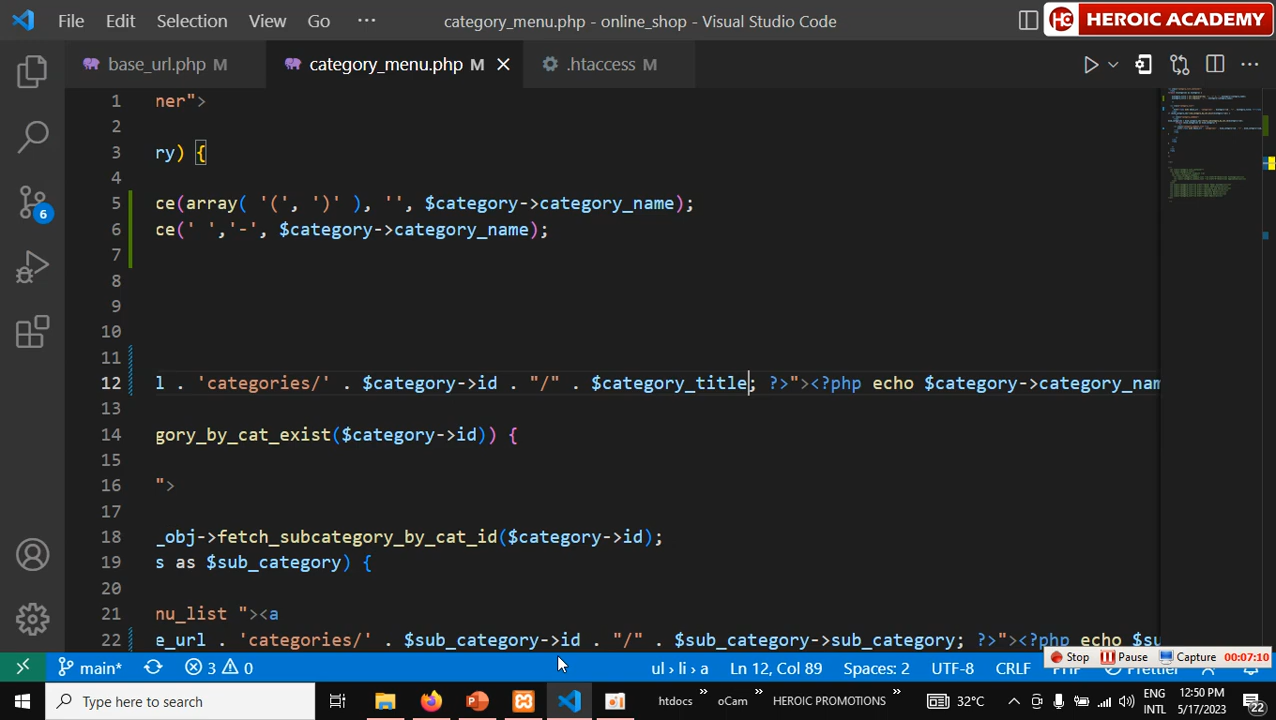 File Edit Selection View Go ··· category_menu.php - online_shop - Visual Studio Code HEROIC ACADEMY
base_url.php M category_menu.php M .htaccess M
1 ner">
2
3 ry) {
4
5 ce(array( '(', ')' ), '', $category->category_name);
6 ce(' ','-', $category->category_name);
7
8
9
10
11
12 l . 'categories/' . $category->id . "/" . $category_title; ?>"><?php echo $category->category_nam
13
14 gory_by_cat_exist($category->id)) {
15
16 ">
17
18 _obj->fetch_subcategory_by_cat_id($category->id);
19 s as $sub_category) {
20
21 nu_list "><a
22 e_url . 'categories/' . $sub_category->id . "/" . $sub_category->sub_category; ?>"><?php echo $s
6
main* 3 0 ul › li › a Ln 12, Col 89 Spaces: 2 UTF-8 CRLF PHP Prettier
Stop Pause Capture 00:07:10
Type here to search htdocs » oCam » HEROIC PROMOTIONS » 32°C ENG INTL 12:50 PM 5/17/2023 22